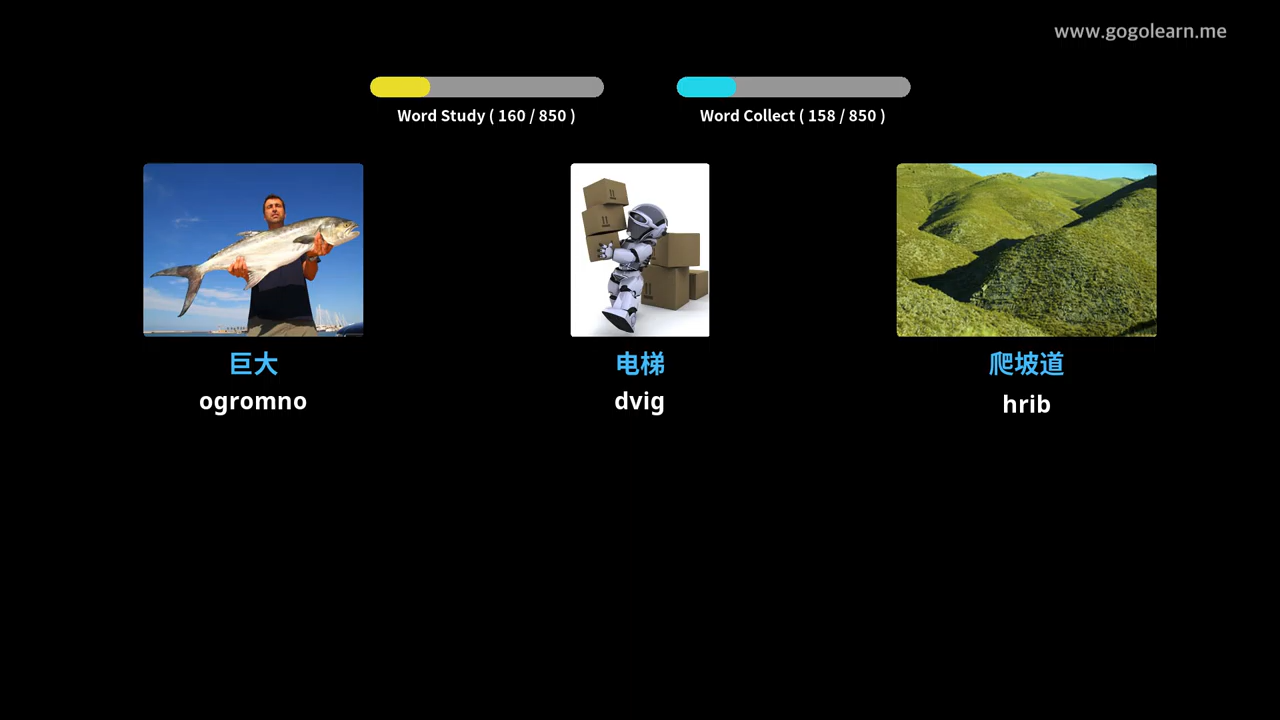 www.gogolearn.me
Word Study ( 160 / 850 )
Word Collect ( 158 / 850 )
巨大
ogromno
电梯
dvig
爬坡道
hrib